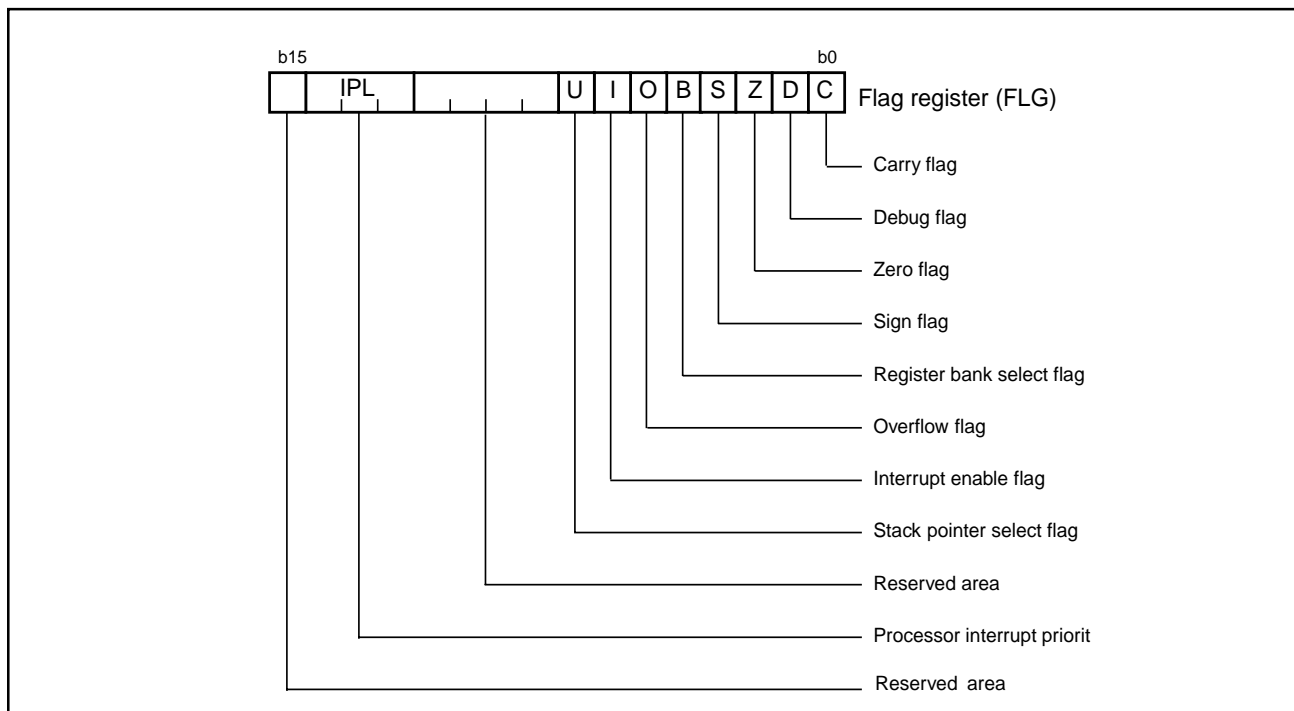 b15 b0
IPL U I O B S Z D C Flag register (FLG)
Carry flag
Debug flag
Zero flag
Sign flag
Register bank select flag
Overflow flag
Interrupt enable flag
Stack pointer select flag
Reserved area
Processor interrupt priorit
Reserved area